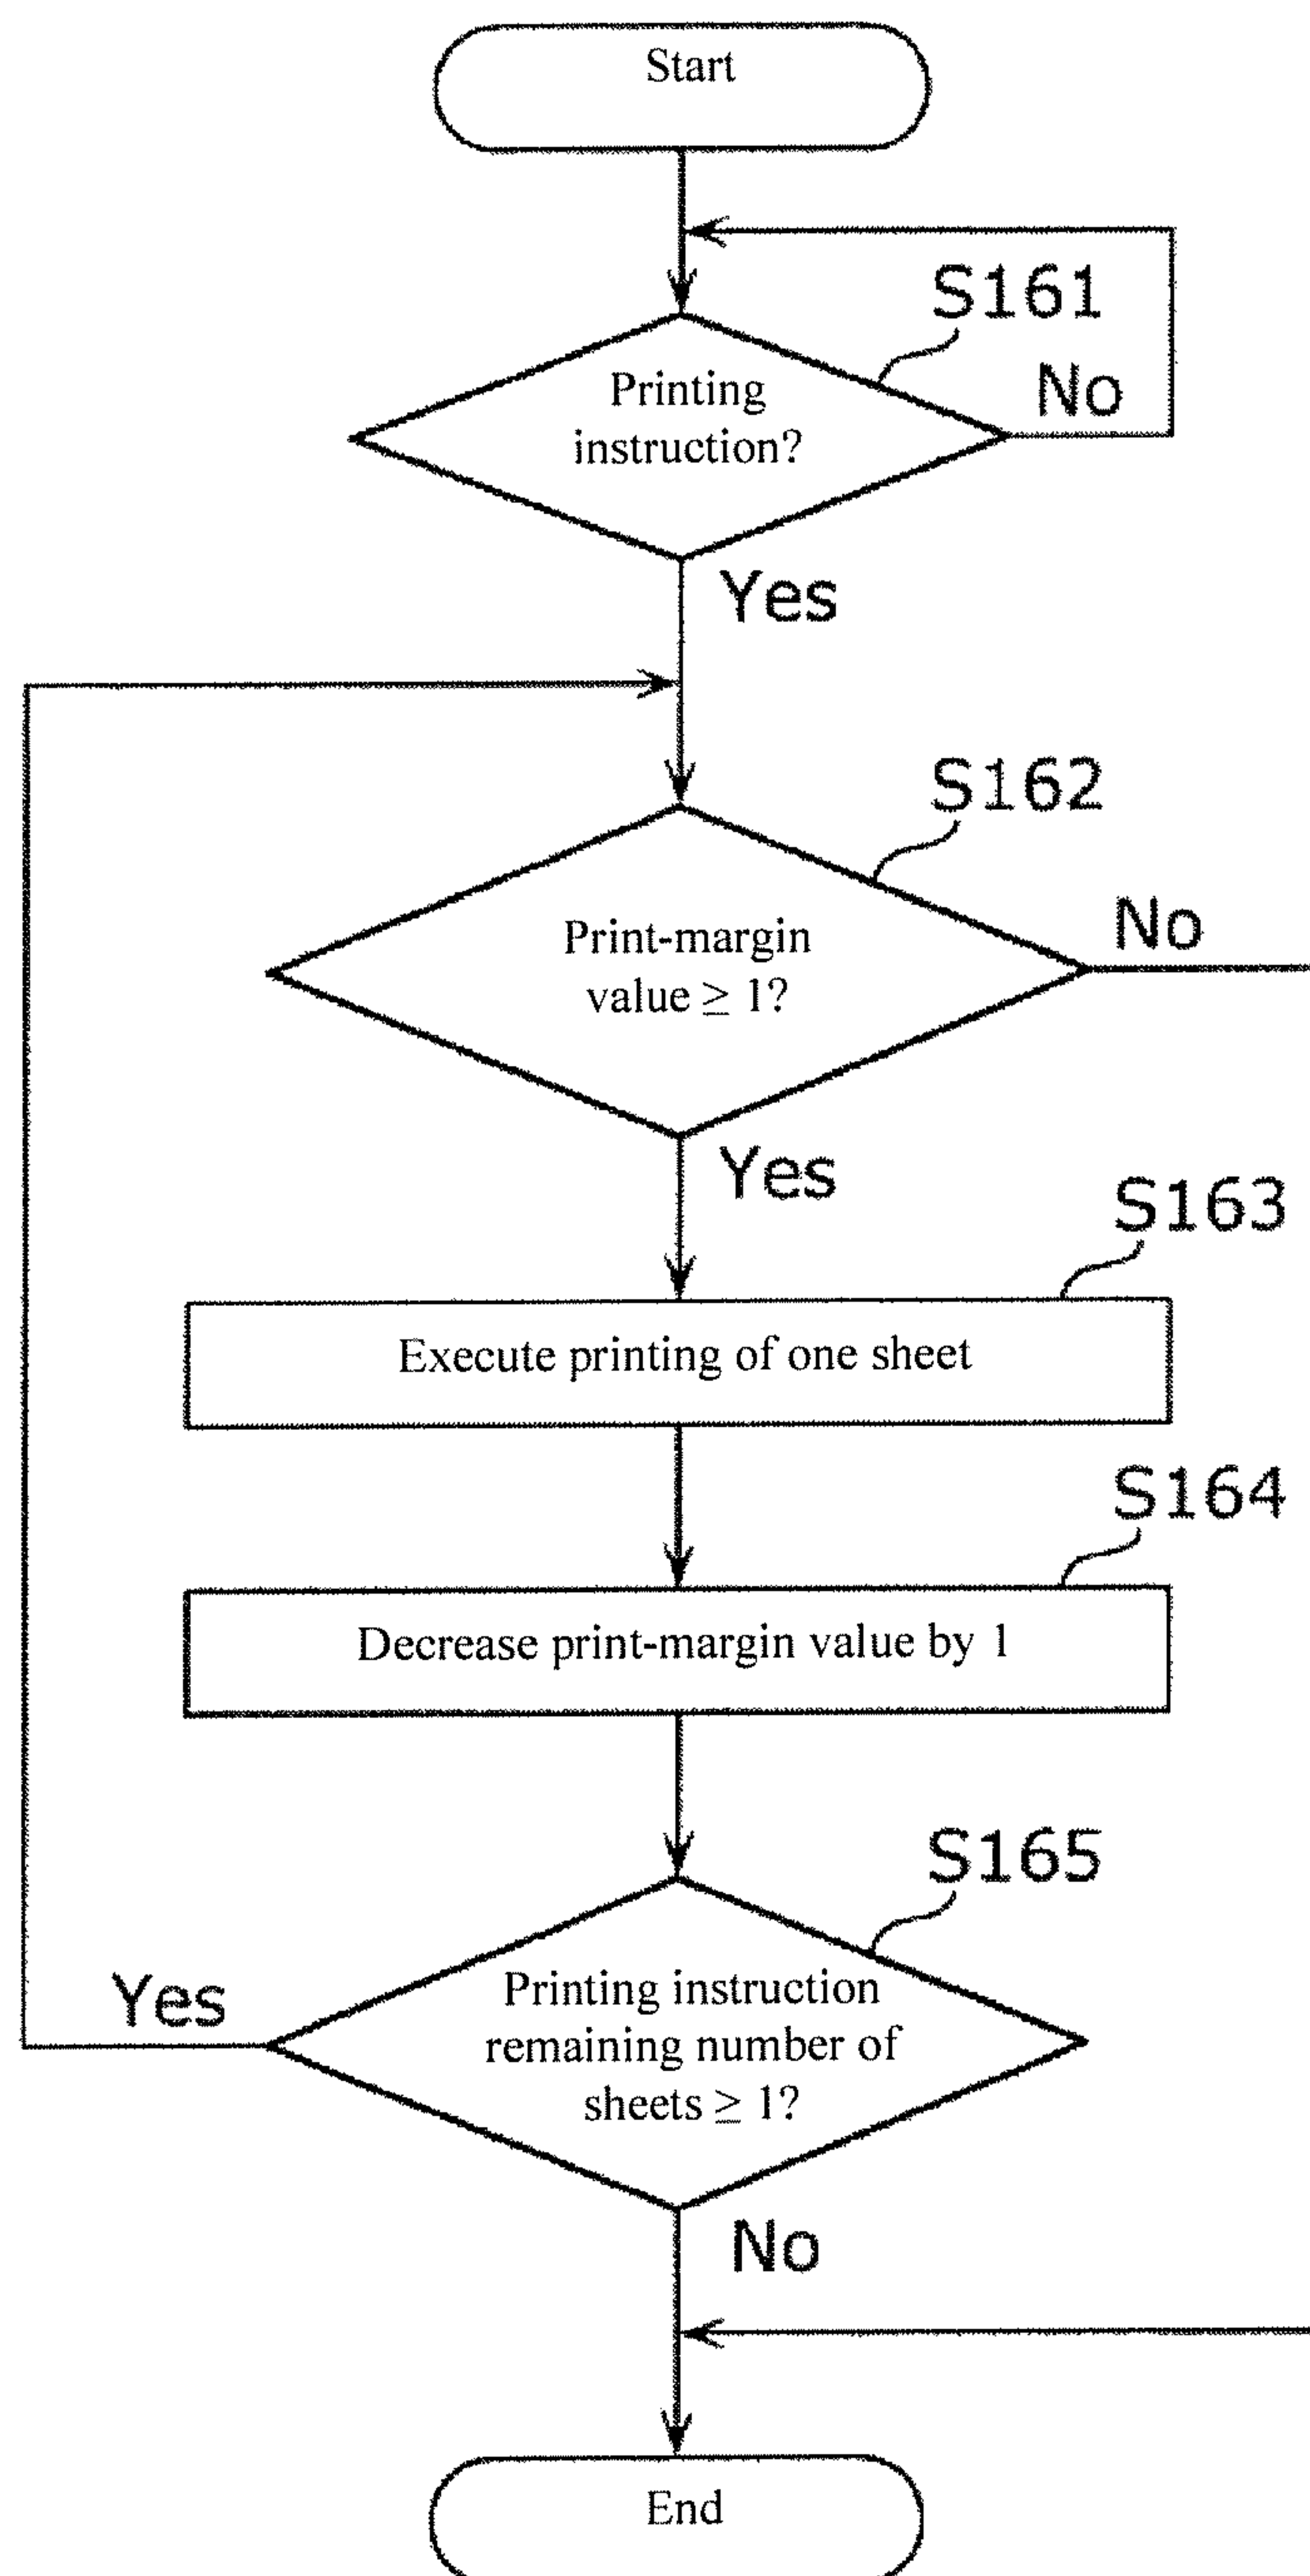 Start
S161
Printing
instruction?
No
Yes
S162
Print-margin
value ≥ 1?
No
Yes
S163
Execute printing of one sheet
S164
Decrease print-margin value by 1
S165
Printing instruction
remaining number of
sheets ≥ 1?
Yes
No
End